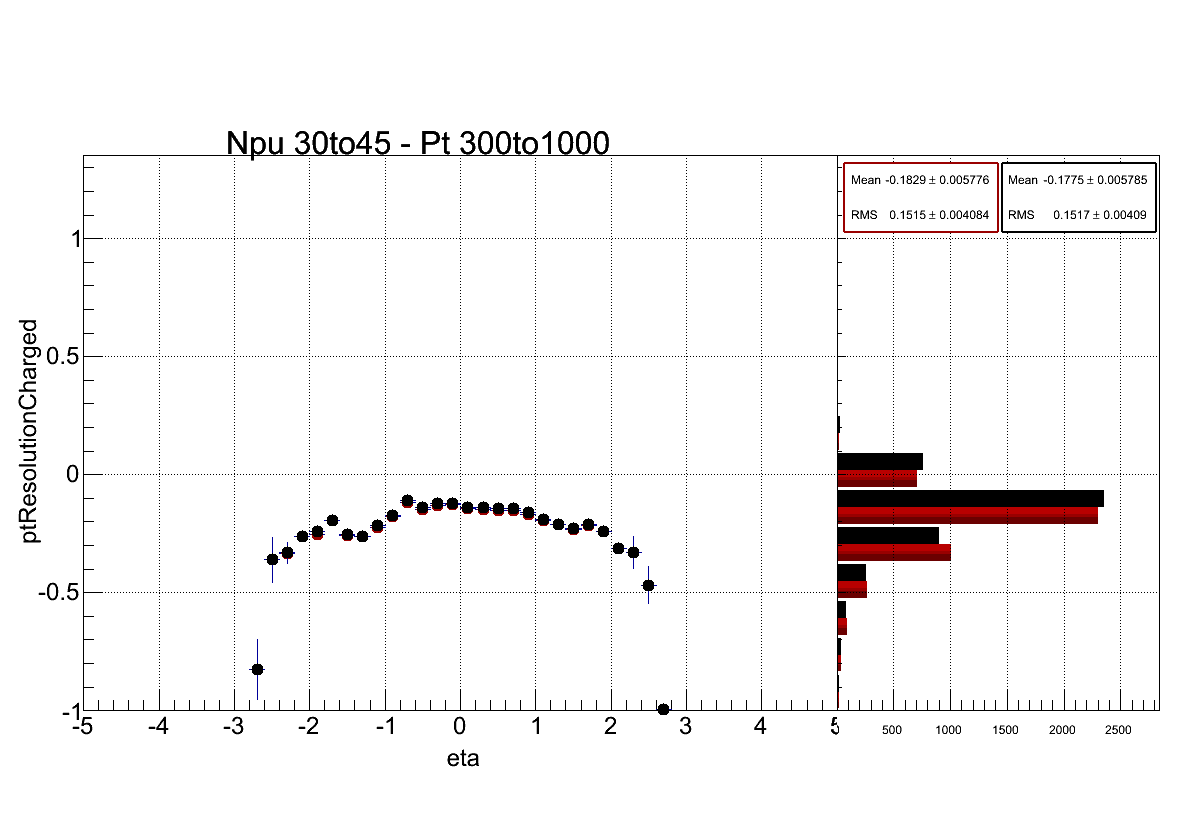 Npu 30to45 - Pt 300to1000
Mean -0.1829 ± 0.005776
RMS 0.1515 ± 0.004084
Mean -0.1775 ± 0.005785
RMS 0.1517 ± 0.00409
ptResolutionCharged
1
0.5
0
-0.5
-1
-5 -4 -3 -2 -1 0 1 2 3 4
500 1000 1500 2000 2500
eta